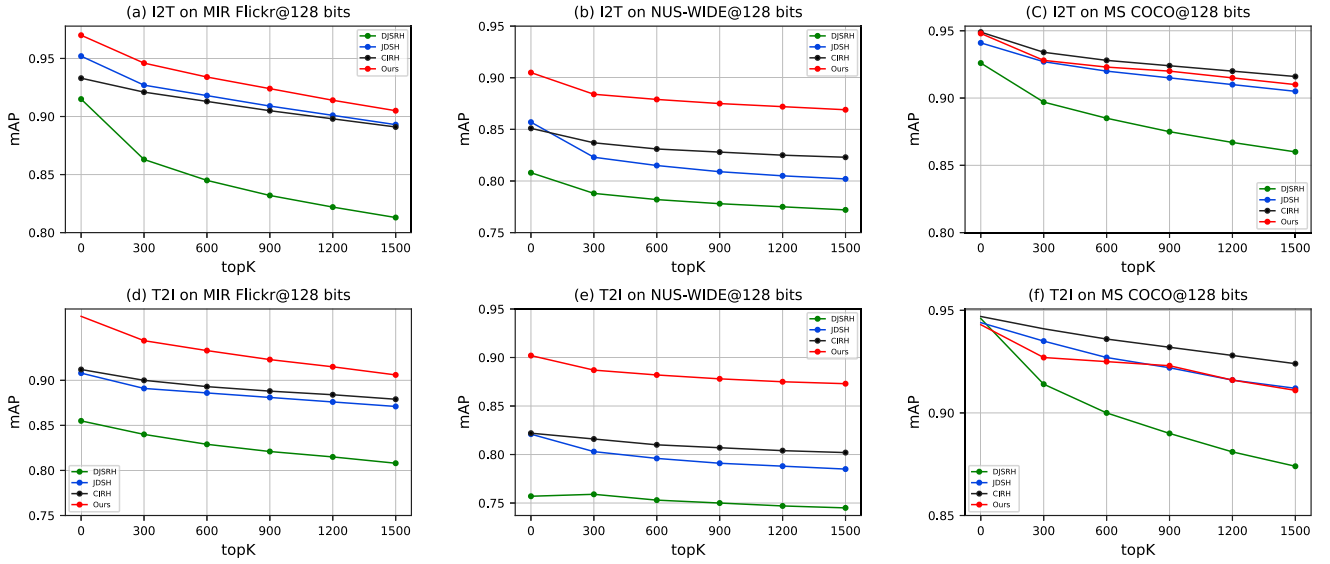 (a) I2T on MIR Flickr@128 bits
mAP
0.95
0.90
0.85
0.80
0 300 600 900 1200 1500
topK
DJSRH
JDSH
CIRH
Ours
(b) I2T on NUS-WIDE@128 bits
mAP
0.95
0.90
0.85
0.80
0.75
0 300 600 900 1200 1500
topK
DJSRH
JDSH
CIRH
Ours
(C) I2T on MS COCO@128 bits
mAP
0.95
0.90
0.85
0.80
0 300 600 900 1200 1500
topK
DJSRH
JDSH
CIRH
Ours
(d) T2I on MIR Flickr@128 bits
mAP
0.90
0.85
0.80
0.75
0 300 600 900 1200 1500
topK
DJSRH
JDSH
CIRH
Ours
(e) T2I on NUS-WIDE@128 bits
mAP
0.95
0.90
0.85
0.80
0.75
0 300 600 900 1200 1500
topK
DJSRH
JDSH
CIRH
Ours
(f) T2I on MS COCO@128 bits
mAP
0.95
0.90
0.85
0 300 600 900 1200 1500
topK
DJSRH
JDSH
CIRH
Ours